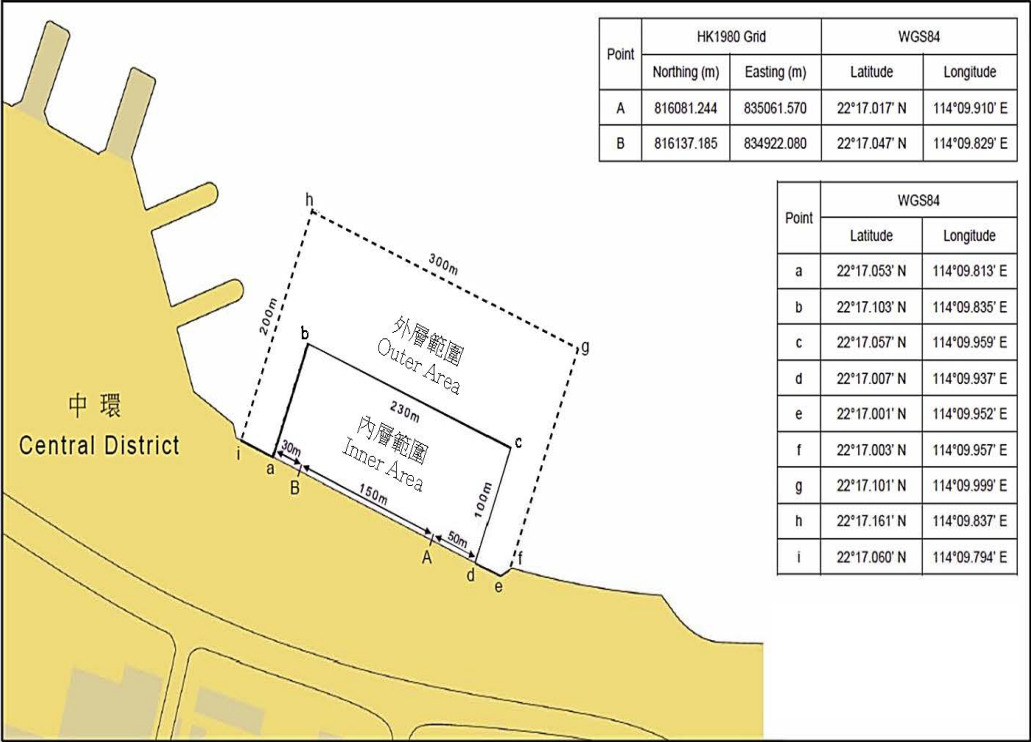 Point HK1980 Grid WGS84
Northing (m) Easting (m) Latitude Longitude
A 816081.244 835061.570 22°17.017' N 114°09.910' E
B 816137.185 834922.080 22°17.047' N 114°09.829' E
Point WGS84
Latitude Longitude
a 22°17.053' N 114°09.813' E
b 22°17.103' N 114°09.835' E
c 22°17.057' N 114°09.959' E
d 22°17.007' N 114°09.937' E
e 22°17.001' N 114°09.952' E
f 22°17.003' N 114°09.957' E
g 22°17.101' N 114°09.999' E
h 22°17.161' N 114°09.837' E
i 22°17.060' N 114°09.794' E
h
300m
200m
外層範圍
Outer Area
g
b
230m
內層範圍
Inner Area
c
中環
Central District
i
a
30m
B
150m
100m
50m
A
d
e
f